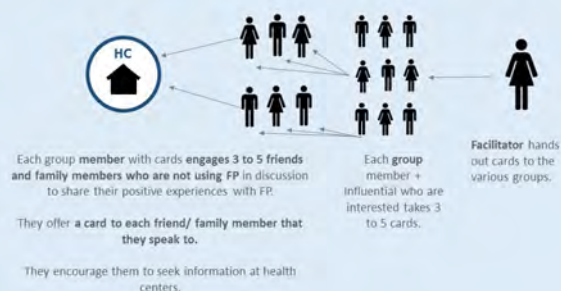 HC
Each group member with cards engages 3 to 5 friends
and family members who are not using FP in discussion
to share their positive experiences with FP.
They offer a card to each friend/ family member that
they speak to.
They encourage them to seek information at health
centers.
Each group
member +
Influential who are
interested takes 3
to 5 cards.
Facilitator hands
out cards to the
various groups.